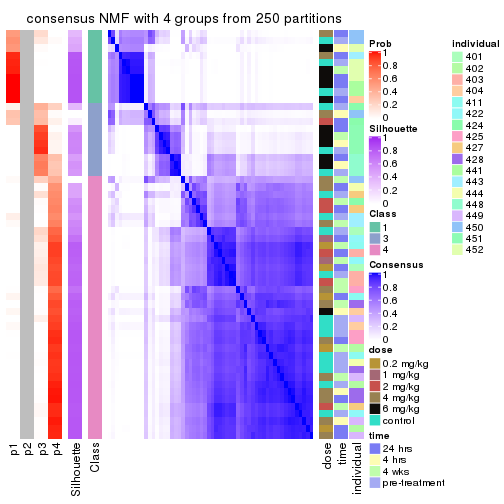 consensus NMF with 4 groups from 250 partitions
Prob
1
0.8
0.6
0.4
0.2
0
Silhouette
1
0.8
0.6
0.4
0.2
0
Class
1
3
4
Consensus
1
0.8
0.6
0.4
0.2
0
dose
0.2 mg/kg
1 mg/kg
2 mg/kg
4 mg/kg
6 mg/kg
control
time
24 hrs
4 hrs
4 wks
pre-treatment
individual
401
402
403
404
411
422
424
425
427
428
441
443
444
448
449
450
451
452
p1
p2
p3
p4
Silhouette
Class
dose
time
individual